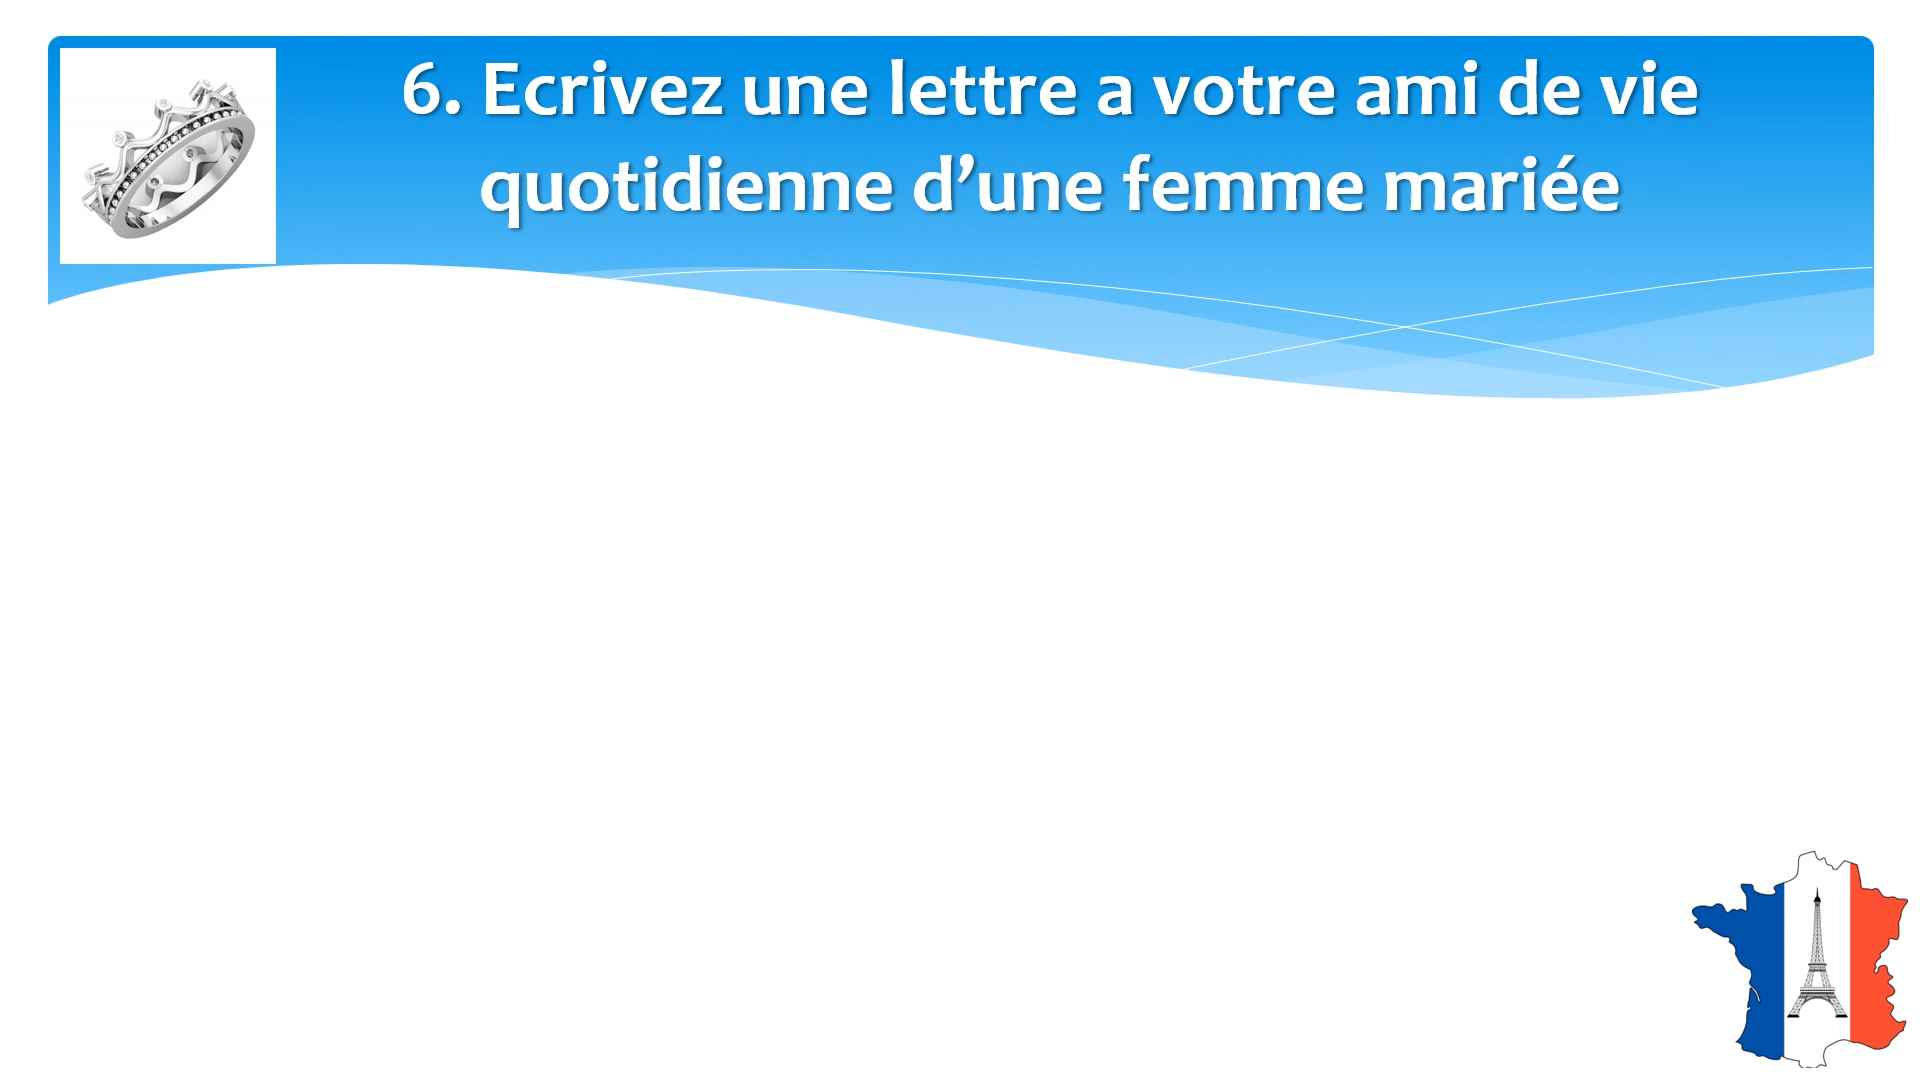 6. Ecrivez une lettre a votre ami de vie
quotidienne d’une femme mariée